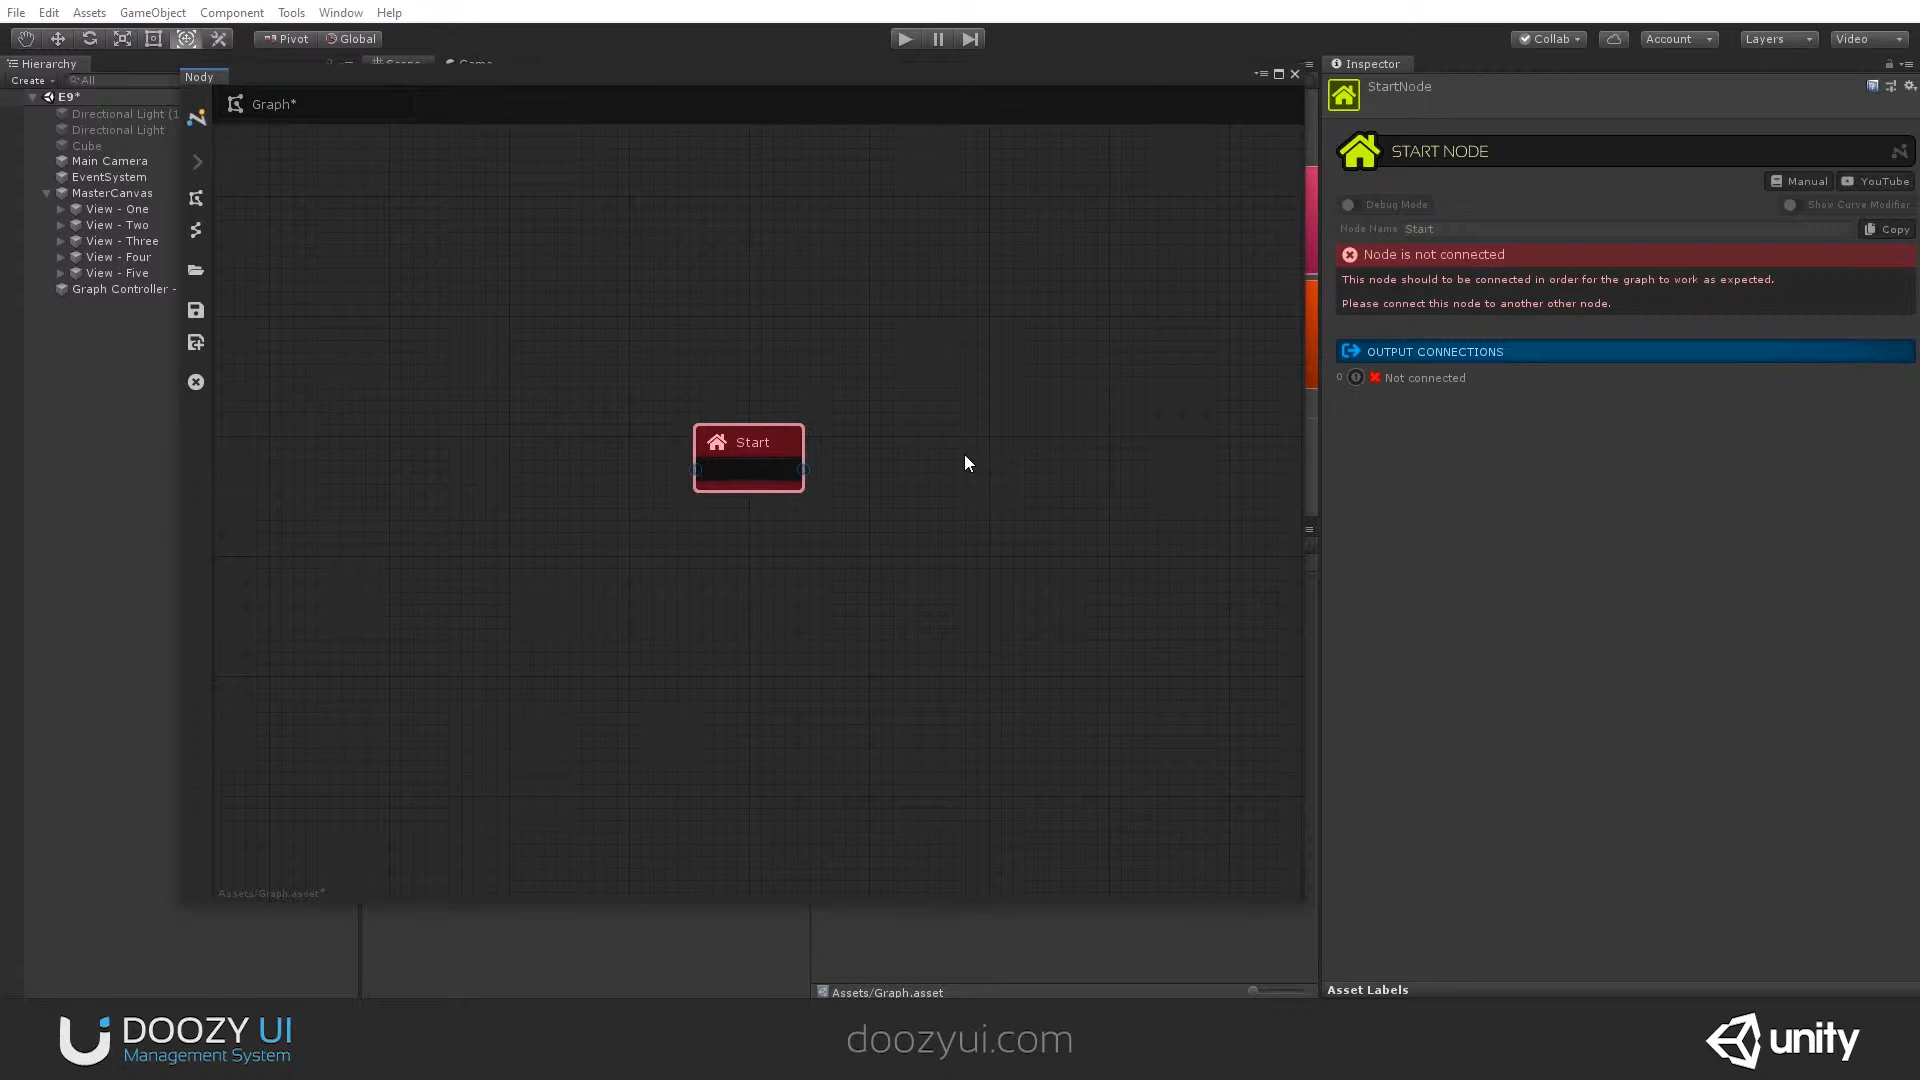 File Edit Assets GameObject Component Tools Window Help
Pivot Global Collab Account Layers Video
Hierarchy
Create All
E9*
Directional Light (1
Directional Light
Cube
Main Camera
EventSystem
MasterCanvas
View - One
View - Two
View - Three
View - Four
View - Five
Graph Controller -
Nody
Graph*
Start
Assets/Graph.asset*
Assets/Graph.asset
Inspector
StartNode
START NODE
Manual YouTube
Debug Mode Show Curve Modifier
Node Name Start Copy
Node is not connected
This node should be connected in order for the graph to work as expected.
Please connect this node to another other node.
OUTPUT CONNECTIONS
0 Not connected
Asset Labels
DOOZY UI
Management System
doozyui.com
unity